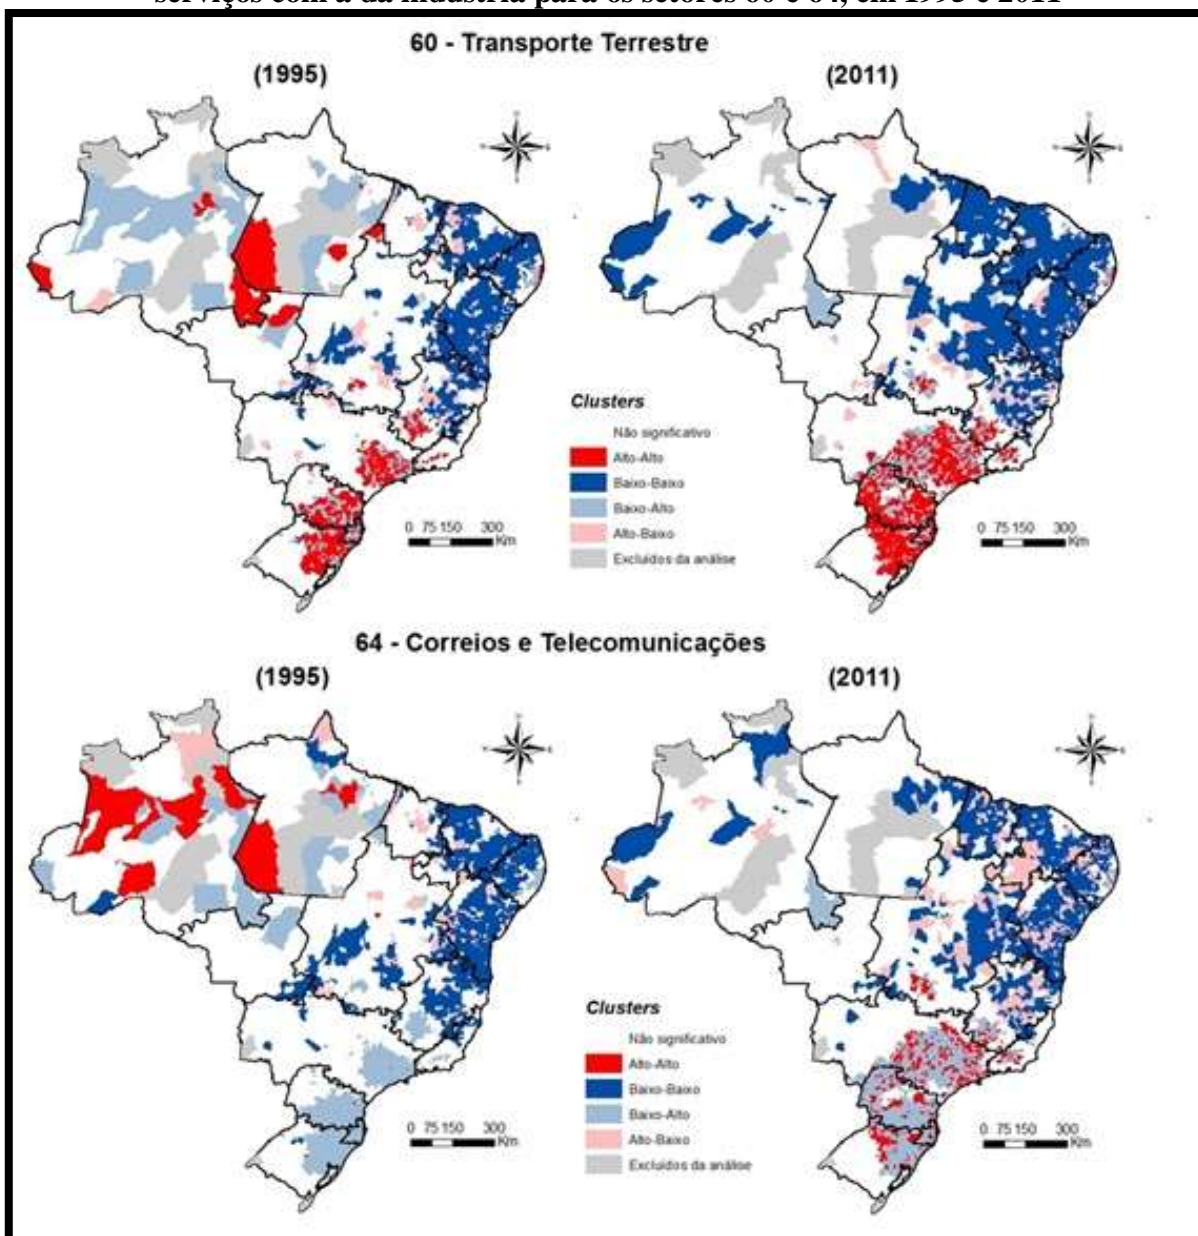 serviços com a da indústria para os setores 60 e 64, em 1995 e 2011
60 - Transporte Terrestre
(1995)
(2011)
Clusters
Não significativo
Alto-Alto
Baixo-Baixo
Baixo-Alto
Alto-Baixo
Excluídos da análise
0 75 150 300
Km
0 75 150 300
Km
64 - Correios e Telecomunicações
(1995)
(2011)
Clusters
Não significativo
Alto-Alto
Baixo-Baixo
Baixo-Alto
Alto-Baixo
Excluídos da análise
0 75 150 300
Km
0 75 150 300
Km